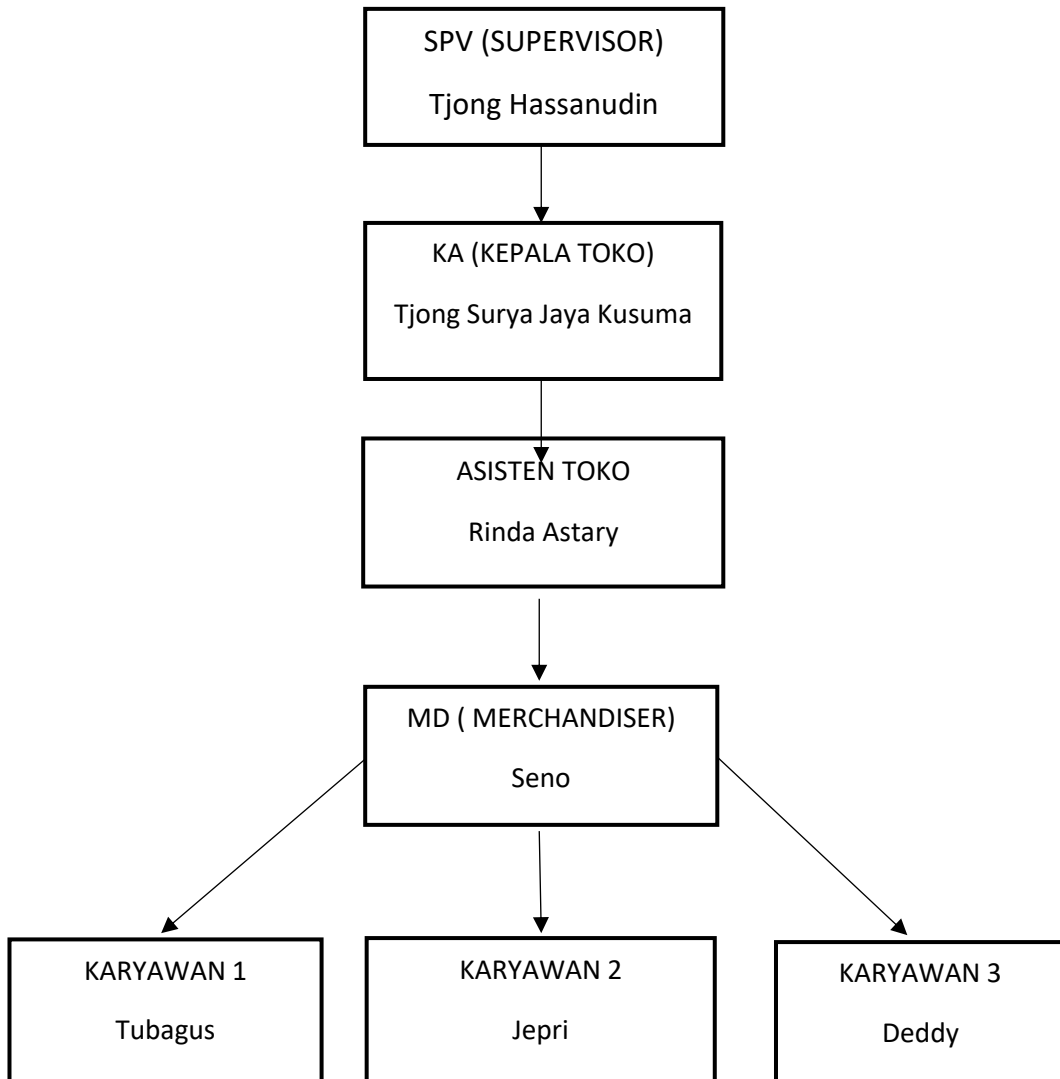 SPV (SUPERVISOR)
Tjong Hassanudin
KA (KEPALA TOKO)
Tjong Surya Jaya Kusuma
ASISTEN TOKO
Rinda Astary
MD ( MERCHANDISER)
Seno
KARYAWAN 1
Tubagus
KARYAWAN 2
Jepri
KARYAWAN 3
Deddy